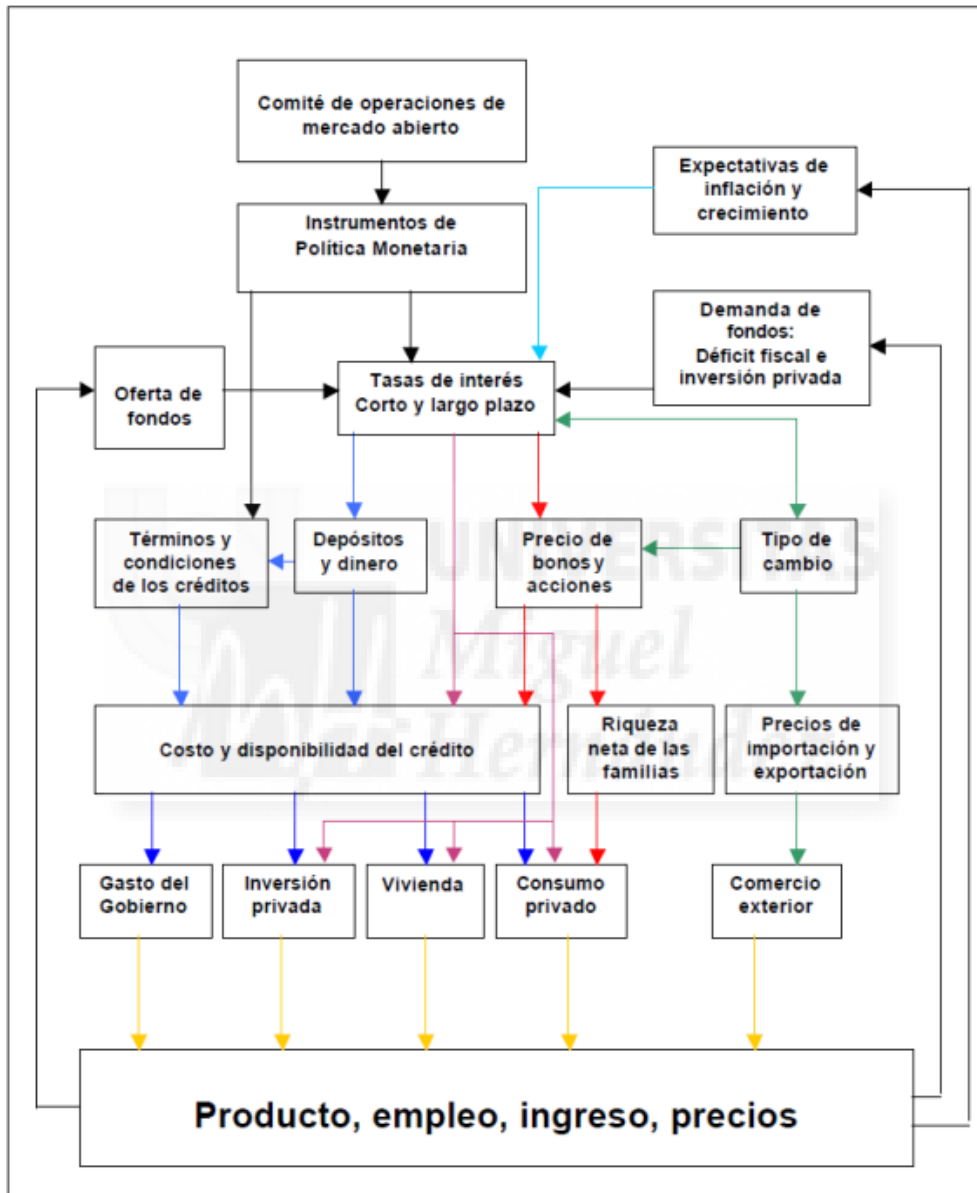 Comité de operaciones de
mercado abierto
Expectativas de
inflación y
crecimiento
Instrumentos de
Política Monetaria
Demanda de
fondos:
Déficit fiscal e
inversión privada
Oferta de
fondos
Tasas de interés
Corto y largo plazo
Términos y
condiciones
de los créditos
Depósitos
y dinero
Precio de
bonos y
acciones
Tipo de
cambio
UNIVERSITAS
Miguel
Hernández
Costo y disponibilidad del crédito
Riqueza
neta de las
familias
Precios de
importación y
exportación
Gasto del
Gobierno
Inversión
privada
Vivienda
Consumo
privado
Comercio
exterior
Producto, empleo, ingreso, precios